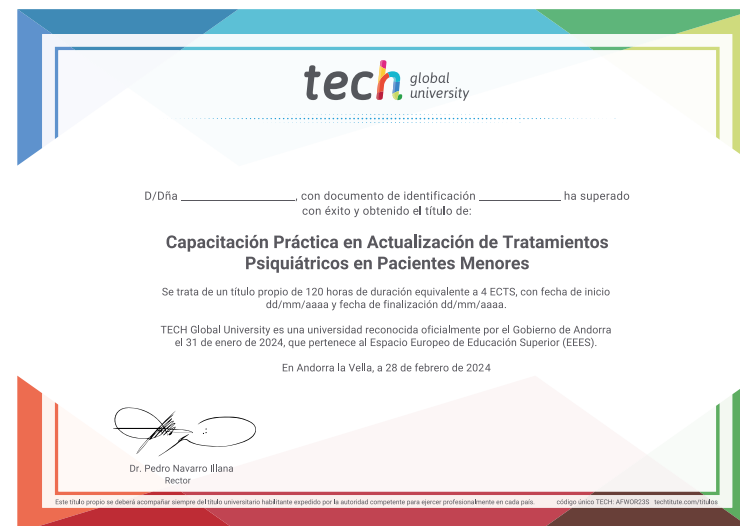 tech global university
D/Dña ____________________, con documento de identificación ______________ ha superado
con éxito y obtenido el título de:
Capacitación Práctica en Actualización de Tratamientos
Psiquiátricos en Pacientes Menores
Se trata de un título propio de 120 horas de duración equivalente a 4 ECTS, con fecha de inicio
dd/mm/aaaa y fecha de finalización dd/mm/aaaa.
TECH Global University es una universidad reconocida oficialmente por el Gobierno de Andorra
el 31 de enero de 2024, que pertenece al Espacio Europeo de Educación Superior (EEES).
En Andorra la Vella, a 28 de febrero de 2024
Dr. Pedro Navarro Illana
Rector
Este título propio se deberá acompañar siempre del título universitario habilitante expedido por la autoridad competente para ejercer profesionalmente en cada país. código único TECH: AFWOR23S techtitute.com/titulos